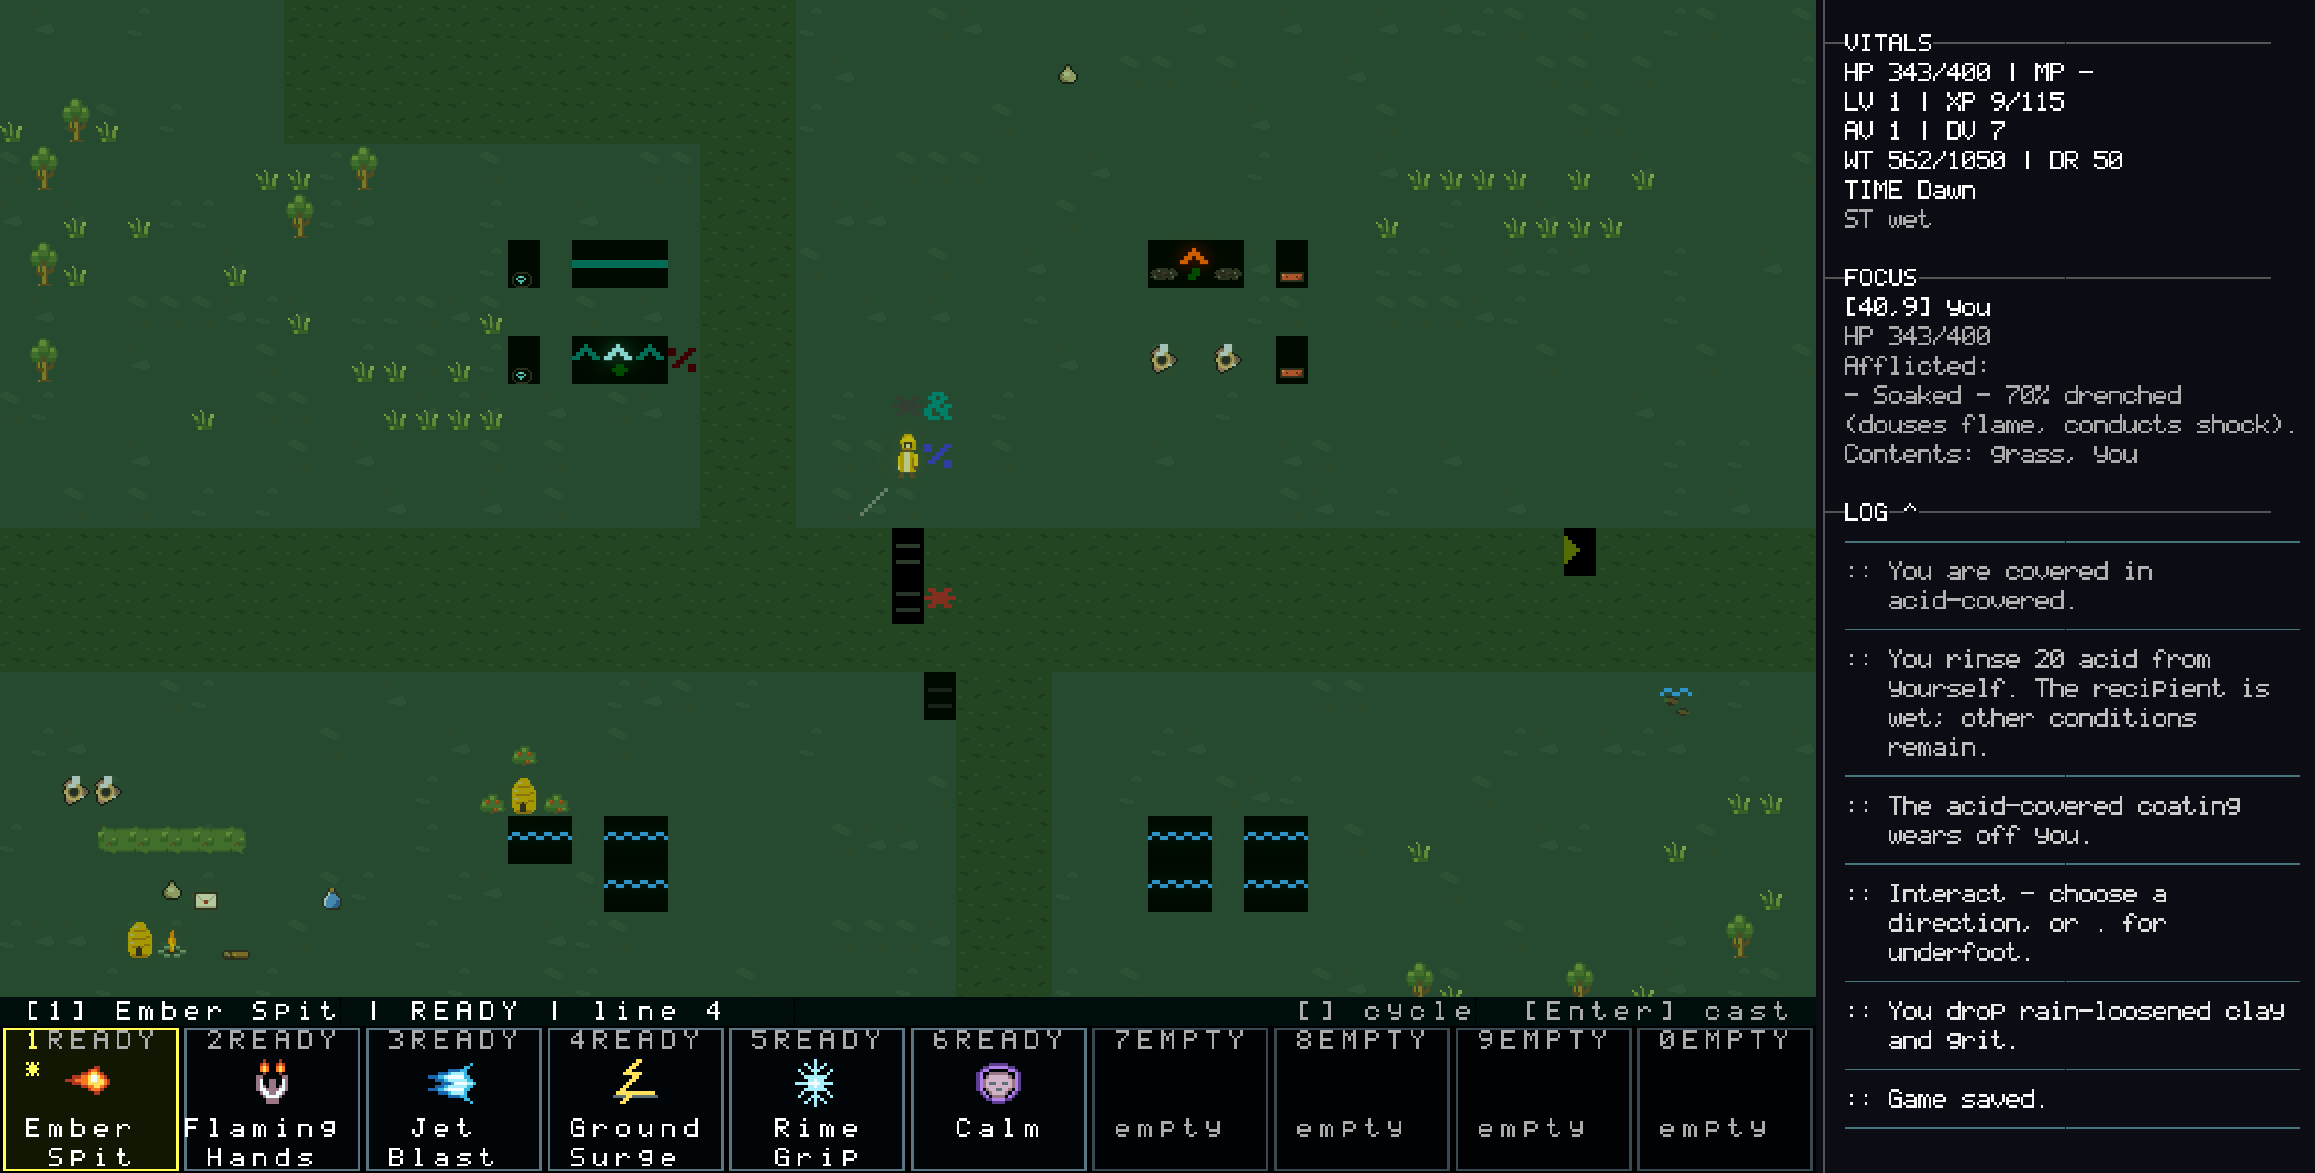 VITALS
HP 343/400 | MP -
LV 1 | XP 9/115
AV 1 | DV 7
WT 562/1050 | DR 50
TIME Dawn
ST wet
FOCUS
[40,9] You
HP 343/400
Afflicted:
- Soaked - 70% drenched
(douses flame, conducts shock).
Contents: grass, You
LOG ^
:: You are covered in
acid-covered.
:: You rinse 20 acid from
yourself. The recipient is
wet; other conditions
remain.
:: The acid-covered coating
wears off you.
:: Interact - choose a
direction, or . for
underfoot.
:: You drop rain-loosened clay
and grit.
:: Game saved.
[1] Ember Spit | READY | line 4
[] cycle [Enter] cast
1READY 2READY 3READY 4READY 5READY 6READY 7EMPTY 8EMPTY 9EMPTY 0EMPTY
Ember Flaming Jet Ground Rime Calm empty empty empty empty
Spit Hands Blast Surge Grip